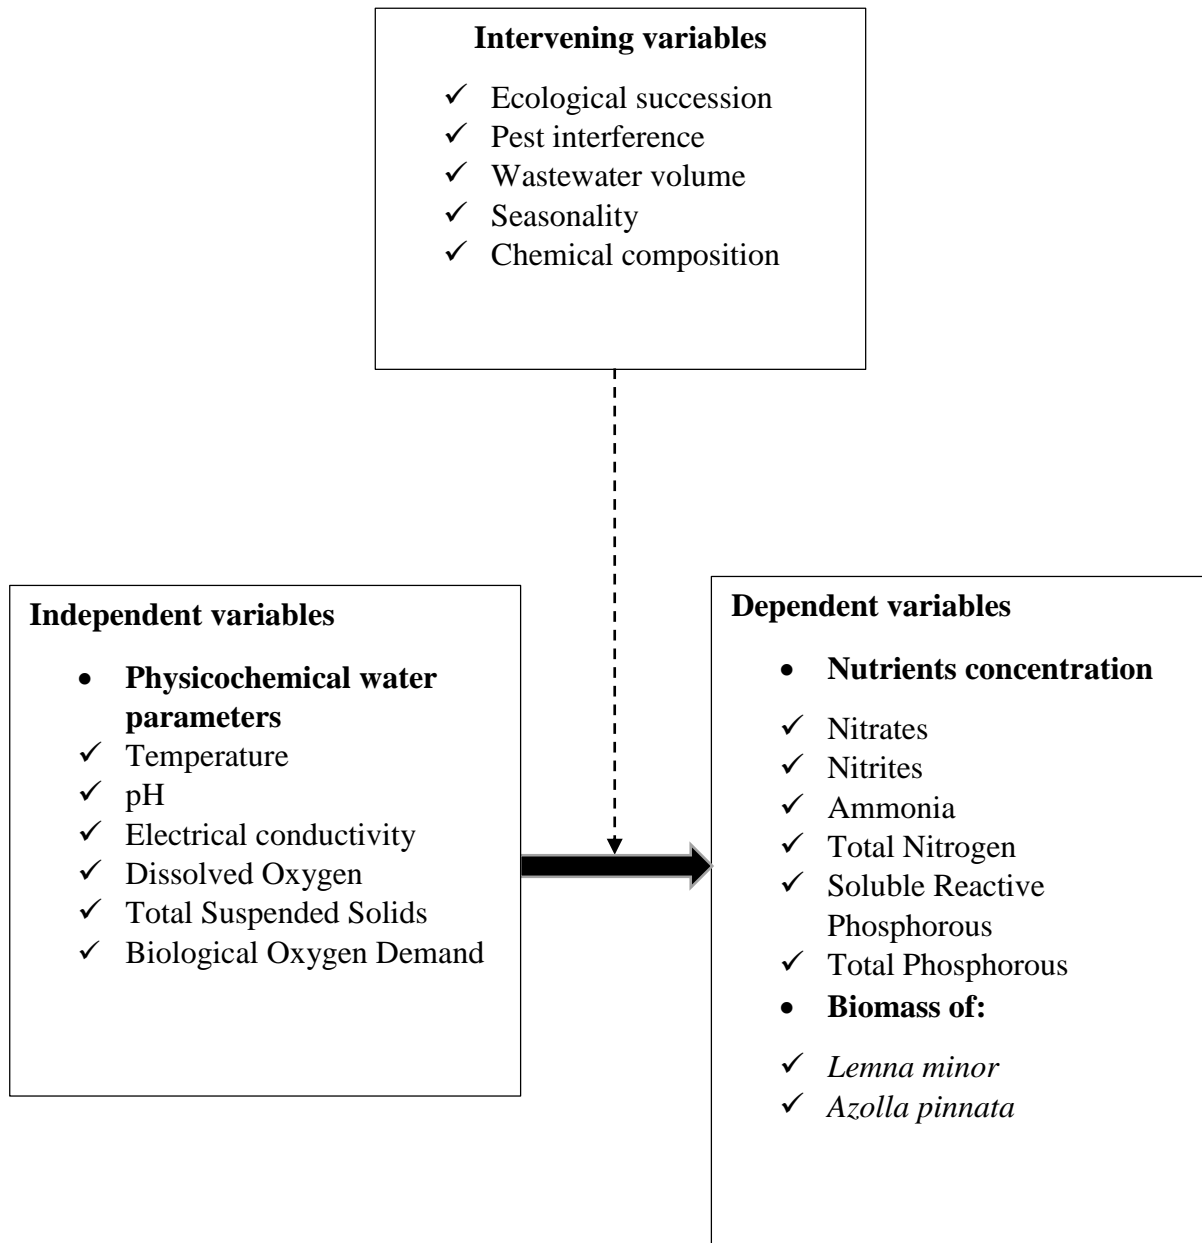 Intervening variables
✓ Ecological succession
✓ Pest interference
✓ Wastewater volume
✓ Seasonality
✓ Chemical composition
Independent variables
• Physicochemical water
parameters
✓ Temperature
✓ pH
✓ Electrical conductivity
✓ Dissolved Oxygen
✓ Total Suspended Solids
✓ Biological Oxygen Demand
Dependent variables
• Nutrients concentration
✓ Nitrates
✓ Nitrites
✓ Ammonia
✓ Total Nitrogen
✓ Soluble Reactive
Phosphorous
✓ Total Phosphorous
• Biomass of:
✓ Lemna minor
✓ Azolla pinnata